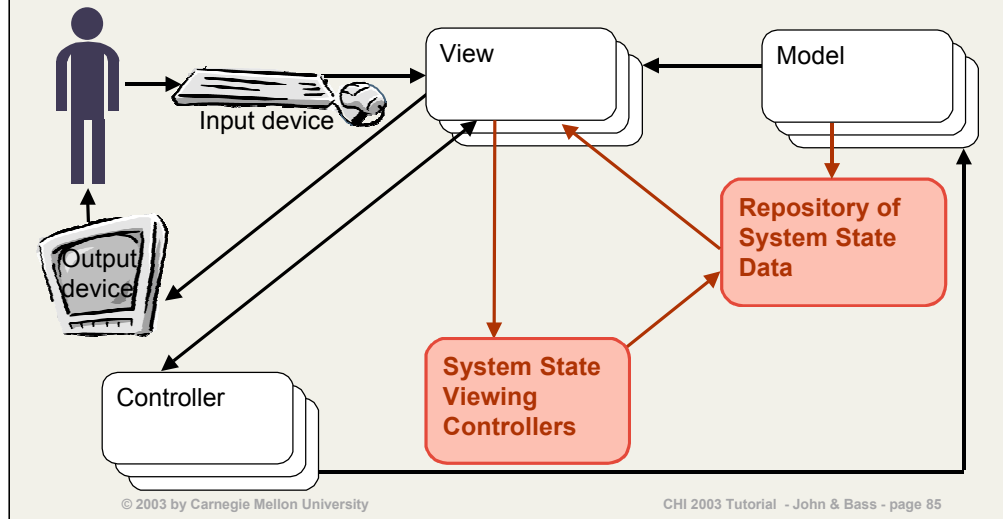 View
Model
Input device
Repository of
System State
Data
Output
device
System State
Viewing
Controllers
Controller
© 2003 by Carnegie Mellon University
CHI 2003 Tutorial - John & Bass - page 85